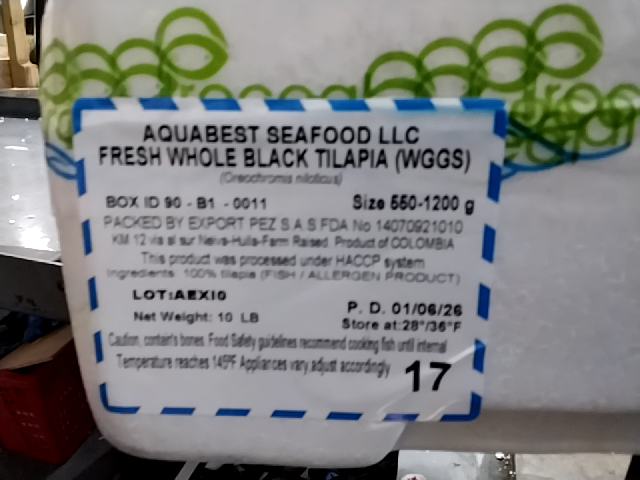 AQUABEST SEAFOOD LLC
FRESH WHOLE BLACK TILAPIA (WGGS)
(Oreochromis niloticus)
BOX ID 90 - B1 - 0011
Size 550-1200 g
PACKED BY EXPORT PEZ S.A.S FDA No 14070921010
KM 12 via al sur Neiva-Huila-Farm Raised. Product of COLOMBIA
This product was processed under HACCP system
Ingredients: 100% tilapia (FISH / ALLERGEN PRODUCT)
LOT:AEXI0
P. D. 01/06/26
Net Weight: 10 LB
Store at:28°/36°F
Caution, contain's bones. Food Safety guidelines recommend cooking fish until internal
Temperature reaches 145°F Appliances vary,adjust accordingly
17